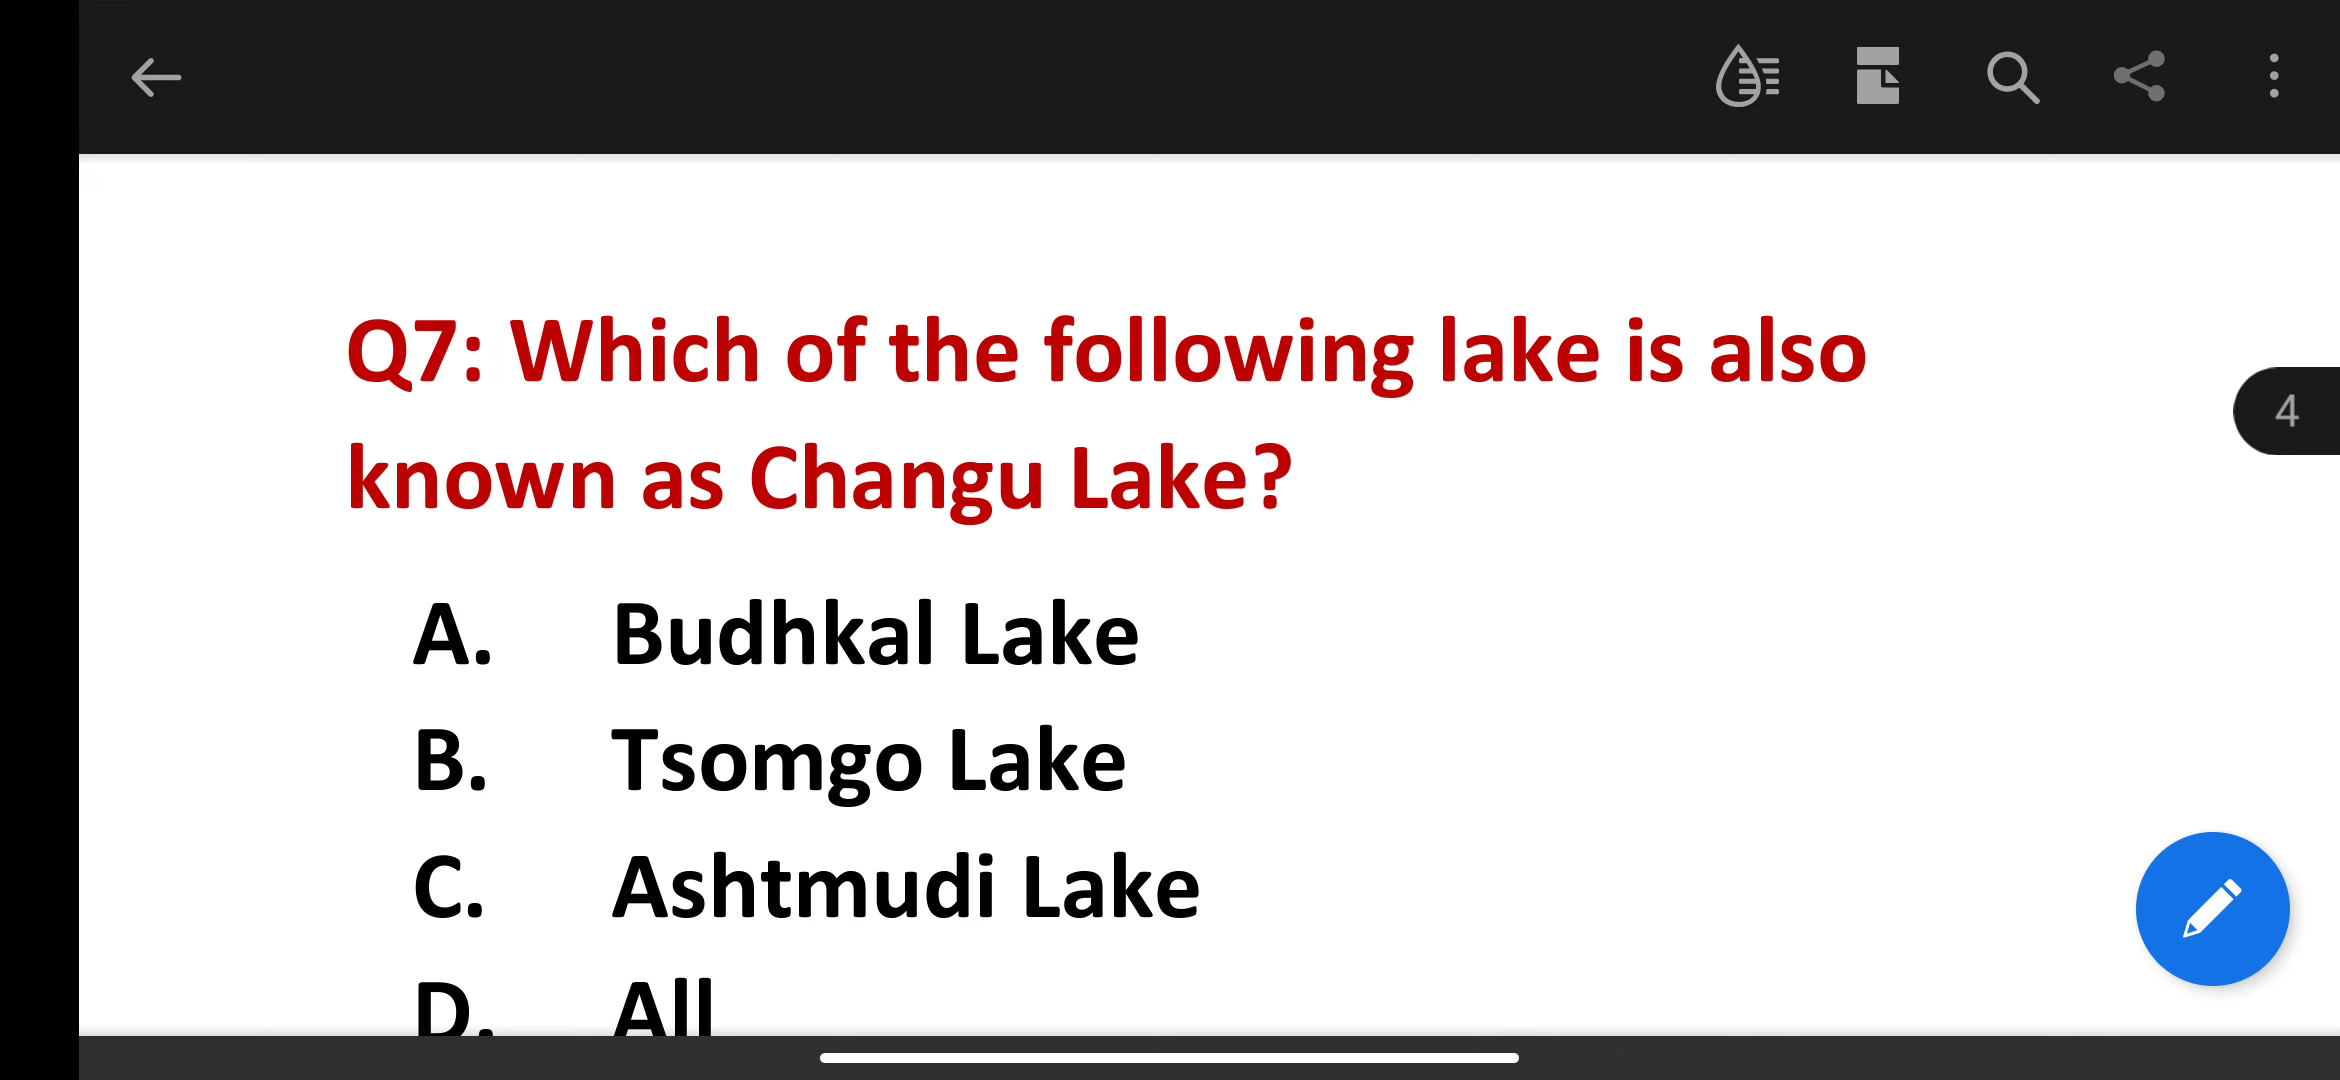 4
Q7: Which of the following lake is also
known as Changu Lake?
A. Budhkal Lake
B. Tsomgo Lake
C. Ashtmudi Lake
D. All